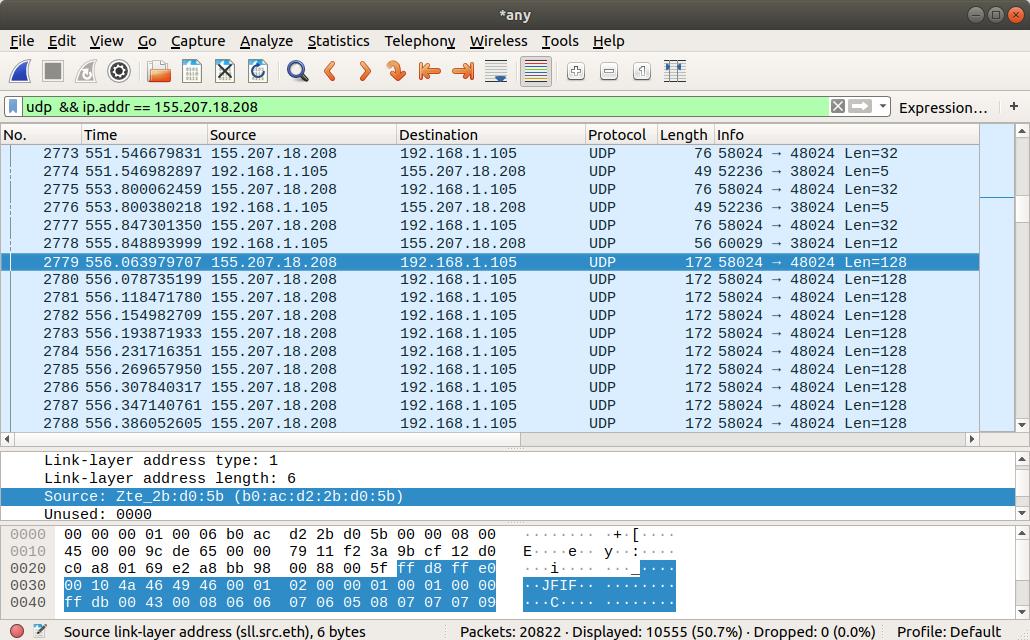 *any
File Edit View Go Capture Analyze Statistics Telephony Wireless Tools Help
udp && ip.addr == 155.207.18.208 Expression… +
No. Time Source Destination Protocol Length Info
2773 551.546679831 155.207.18.208 192.168.1.105 UDP 76 58024 → 48024 Len=32
2774 551.546982897 192.168.1.105 155.207.18.208 UDP 49 52236 → 38024 Len=5
2775 553.800062459 155.207.18.208 192.168.1.105 UDP 76 58024 → 48024 Len=32
2776 553.800380218 192.168.1.105 155.207.18.208 UDP 49 52236 → 38024 Len=5
2777 555.847301350 155.207.18.208 192.168.1.105 UDP 76 58024 → 48024 Len=32
2778 555.848893999 192.168.1.105 155.207.18.208 UDP 56 60029 → 38024 Len=12
2779 556.063979707 155.207.18.208 192.168.1.105 UDP 172 58024 → 48024 Len=128
2780 556.078735199 155.207.18.208 192.168.1.105 UDP 172 58024 → 48024 Len=128
2781 556.118471780 155.207.18.208 192.168.1.105 UDP 172 58024 → 48024 Len=128
2782 556.154982709 155.207.18.208 192.168.1.105 UDP 172 58024 → 48024 Len=128
2783 556.193871933 155.207.18.208 192.168.1.105 UDP 172 58024 → 48024 Len=128
2784 556.231716351 155.207.18.208 192.168.1.105 UDP 172 58024 → 48024 Len=128
2785 556.269657950 155.207.18.208 192.168.1.105 UDP 172 58024 → 48024 Len=128
2786 556.307840317 155.207.18.208 192.168.1.105 UDP 172 58024 → 48024 Len=128
2787 556.347140761 155.207.18.208 192.168.1.105 UDP 172 58024 → 48024 Len=128
2788 556.386052605 155.207.18.208 192.168.1.105 UDP 172 58024 → 48024 Len=128
Link-layer address type: 1
Link-layer address length: 6
Source: Zte_2b:d0:5b (b0:ac:d2:2b:d0:5b)
Unused: 0000
0000 00 00 00 01 00 06 b0 ac d2 2b d0 5b 00 00 08 00 ········ ·+·[····
0010 45 00 00 9c de 65 00 00 79 11 f2 3a 9b cf 12 d0 E····e·· y··:····
0020 c0 a8 01 69 e2 a8 bb 98 00 88 00 5f ff d8 ff e0 ···i···· ···_····
0030 00 10 4a 46 49 46 00 01 02 00 00 01 00 01 00 00 ··JFIF·· ········
0040 ff db 00 43 00 08 06 06 07 06 05 08 07 07 07 09 ···C···· ········
Source link-layer address (sll.src.eth), 6 bytes Packets: 20822 · Displayed: 10555 (50.7%) · Dropped: 0 (0.0%) Profile: Default